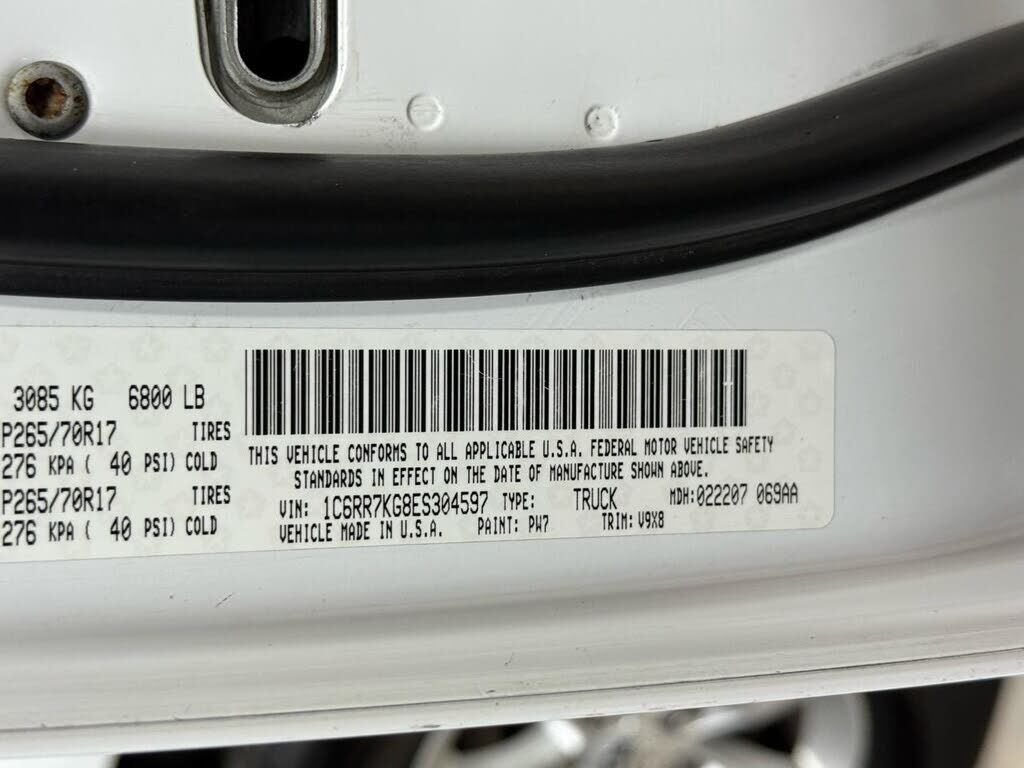 3085 KG 6800 LB
P265/70R17 TIRES
276 KPA ( 40 PSI) COLD
P265/70R17 TIRES
276 KPA ( 40 PSI) COLD
THIS VEHICLE CONFORMS TO ALL APPLICABLE U.S.A. FEDERAL MOTOR VEHICLE SAFETY
STANDARDS IN EFFECT ON THE DATE OF MANUFACTURE SHOWN ABOVE.
VIN: 1C6RR7KG8ES304597 TYPE: TRUCK MDH:022207 069AA
VEHICLE MADE IN U.S.A. PAINT: PW7 TRIM: V9X8